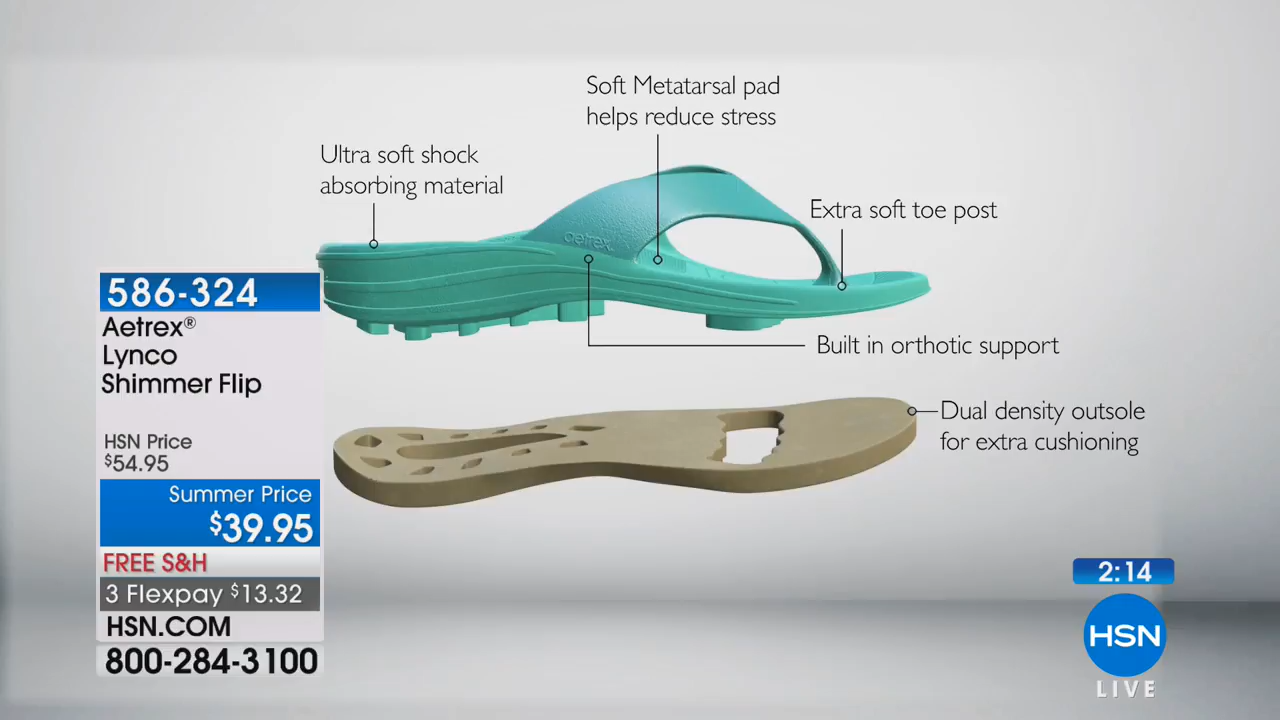 Soft Metatarsal pad
helps reduce stress
Ultra soft shock
absorbing material
Extra soft toe post
aetrex
Built in orthotic support
Dual density outsole
for extra cushioning
586-324
Aetrex®
Lynco
Shimmer Flip
HSN Price
$54.95
Summer Price
$39.95
FREE S&H
3 Flexpay $13.32
HSN.COM
800-284-3100
2:14
HSN
LIVE